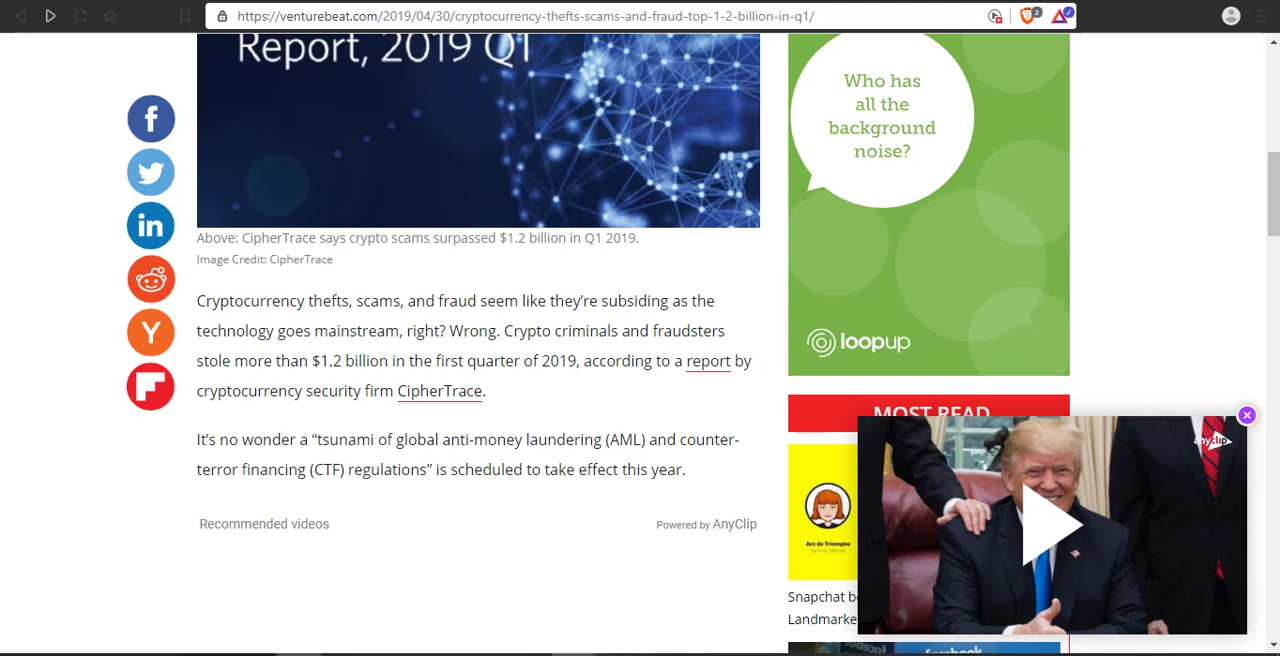 https://venturebeat.com/2019/04/30/cryptocurrency-thefts-scams-and-fraud-top-1-2-billion-in-q1/
2
Report, 2019 Q1
Above: CipherTrace says crypto scams surpassed $1.2 billion in Q1 2019.
Image Credit: CipherTrace
Cryptocurrency thefts, scams, and fraud seem like they’re subsiding as the
technology goes mainstream, right? Wrong. Crypto criminals and fraudsters
stole more than $1.2 billion in the first quarter of 2019, according to a report by
cryptocurrency security firm CipherTrace.
It’s no wonder a “tsunami of global anti-money laundering (AML) and counter-
terror financing (CTF) regulations” is scheduled to take effect this year.
Recommended videos
Powered by AnyClip
Who has
all the
background
noise?
loopup
MOST READ
anyclip
Arc de Triomphe
Snapchat
Landmarke
facebook